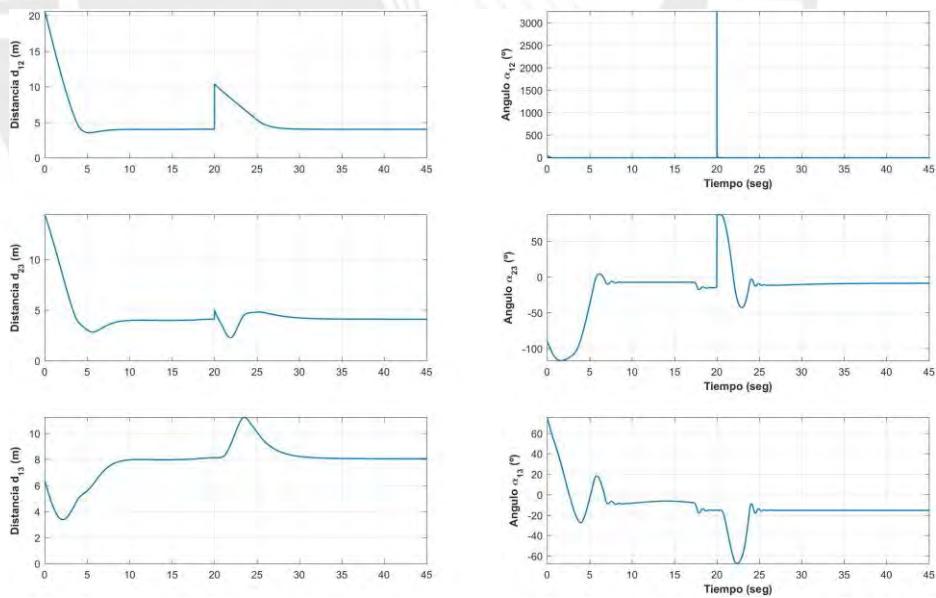 Distancia d12 (m)
20
15
10
5
0
0 5 10 15 20 25 30 35 40 45
Angulo α12 (º)
3000
2500
2000
1500
1000
500
0
0 5 10 15 20 25 30 35 40 45
Tiempo (seg)
Distancia d23 (m)
10
5
0
0 5 10 15 20 25 30 35 40 45
Angulo α23 (º)
50
0
-50
-100
0 5 10 15 20 25 30 35 40 45
Tiempo (seg)
Distancia d13 (m)
10
8
6
4
2
0
0 5 10 15 20 25 30 35 40 45
Angulo α13 (º)
60
40
20
0
-20
-40
-60
0 5 10 15 20 25 30 35 40 45
Tiempo (seg)